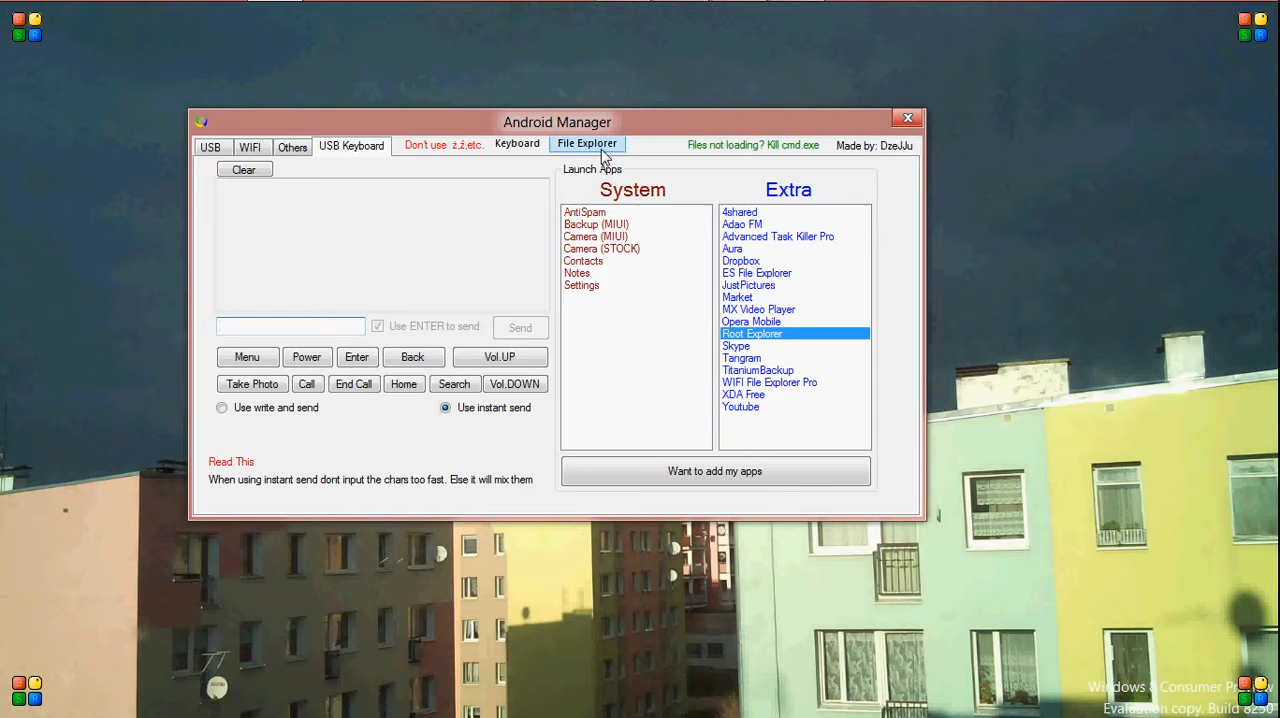 Android Manager
USB WIFI Others USB Keyboard Don't use ż,ź,etc. Keyboard File Explorer Files not loading? Kill cmd.exe Made by: DzeJJu
Clear
Use ENTER to send Send
Menu Power Enter Back Vol.UP
Take Photo Call End Call Home Search Vol.DOWN
Use write and send Use instant send
Read This
When using instant send dont input the chars too fast. Else it will mix them
Launch Apps
System
AntiSpam
Backup (MIUI)
Camera (MIUI)
Camera (STOCK)
Contacts
Notes
Settings
Extra
4shared
Adao FM
Advanced Task Killer Pro
Aura
Dropbox
ES File Explorer
JustPictures
Market
MX Video Player
Opera Mobile
Root Explorer
Skype
Tangram
TitaniumBackup
WIFI File Explorer Pro
XDA Free
Youtube
Want to add my apps
B
S R
B
S R
B
S R
Windows 8 Consumer Preview
Evaluation copy. Build 8250